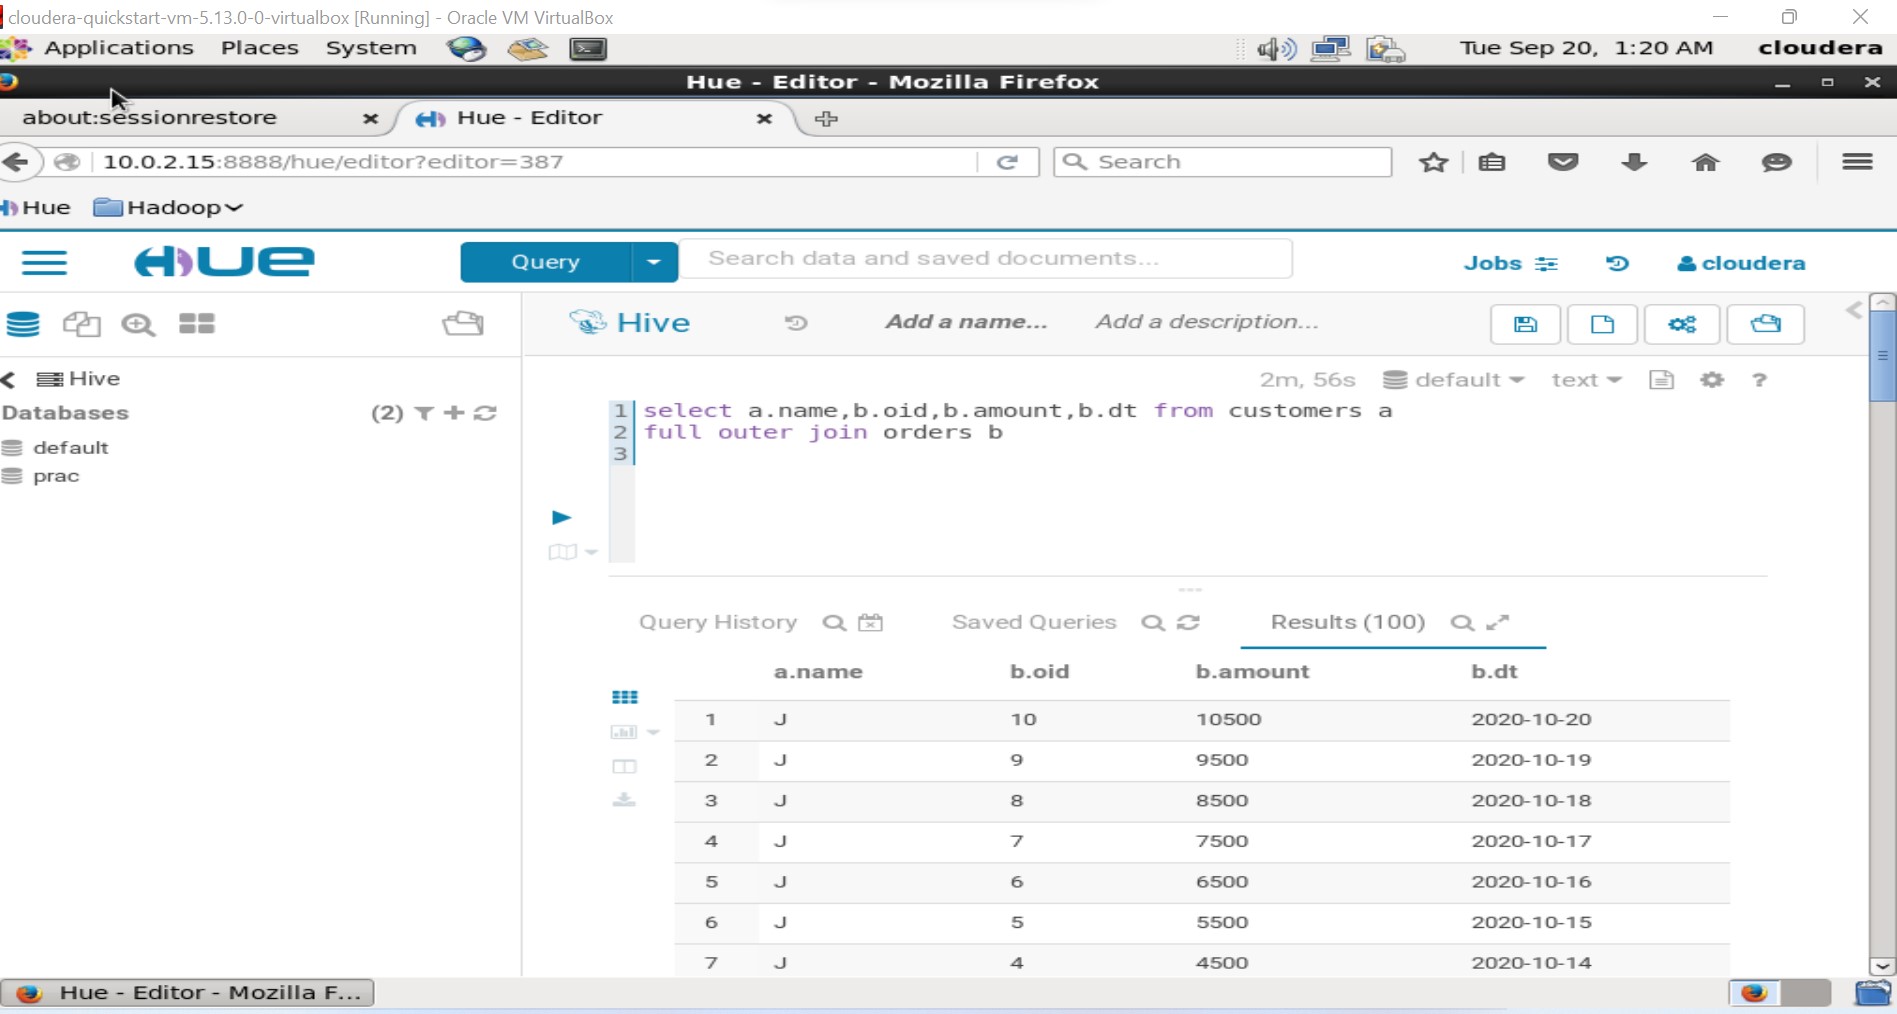 cloudera-quickstart-vm-5.13.0-0-virtualbox [Running] - Oracle VM VirtualBox
Applications Places System Tue Sep 20, 1:20 AM cloudera
Hue - Editor - Mozilla Firefox
about:sessionrestore Hue - Editor
10.0.2.15:8888/hue/editor?editor=387 Search
Hue Hadoop
HUE Query Search data and saved documents... Jobs cloudera
Hive Add a name... Add a description...
Hive
Databases (2)
default
prac
2m, 56s default text ?
1 select a.name,b.oid,b.amount,b.dt from customers a
2 full outer join orders b
3
Query History Saved Queries Results (100)
a.name b.oid b.amount b.dt
1 J 10 10500 2020-10-20
2 J 9 9500 2020-10-19
3 J 8 8500 2020-10-18
4 J 7 7500 2020-10-17
5 J 6 6500 2020-10-16
6 J 5 5500 2020-10-15
7 J 4 4500 2020-10-14
Hue - Editor - Mozilla F...